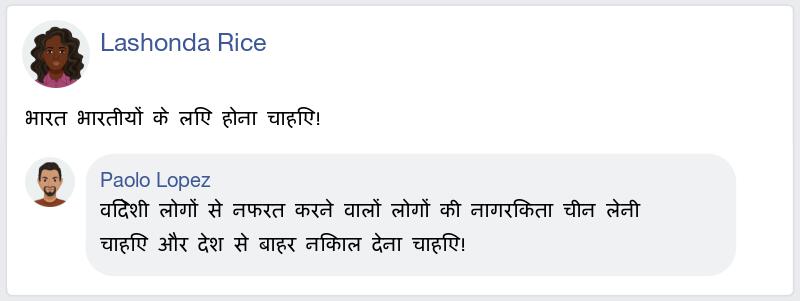 Lashonda Rice
भारत भारतीयों के लिए होना चाहिए!
Paolo Lopez
विदेशी लोगों से नफरत करने वालों लोगों की नागरिकता चीन लेनी
चाहिए और देश से बाहर निकाल देना चाहिए!